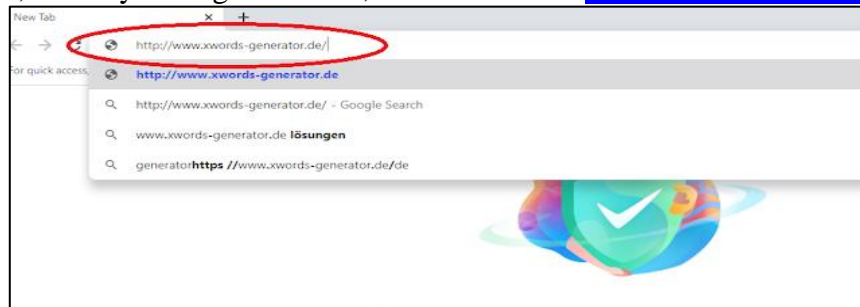 New Tab
http://www.xwords-generator.de/
For quick access,
http://www.xwords-generator.de
http://www.xwords-generator.de/ - Google Search
www.xwords-generator.de lösungen
generatorhttps //www.xwords-generator.de/de